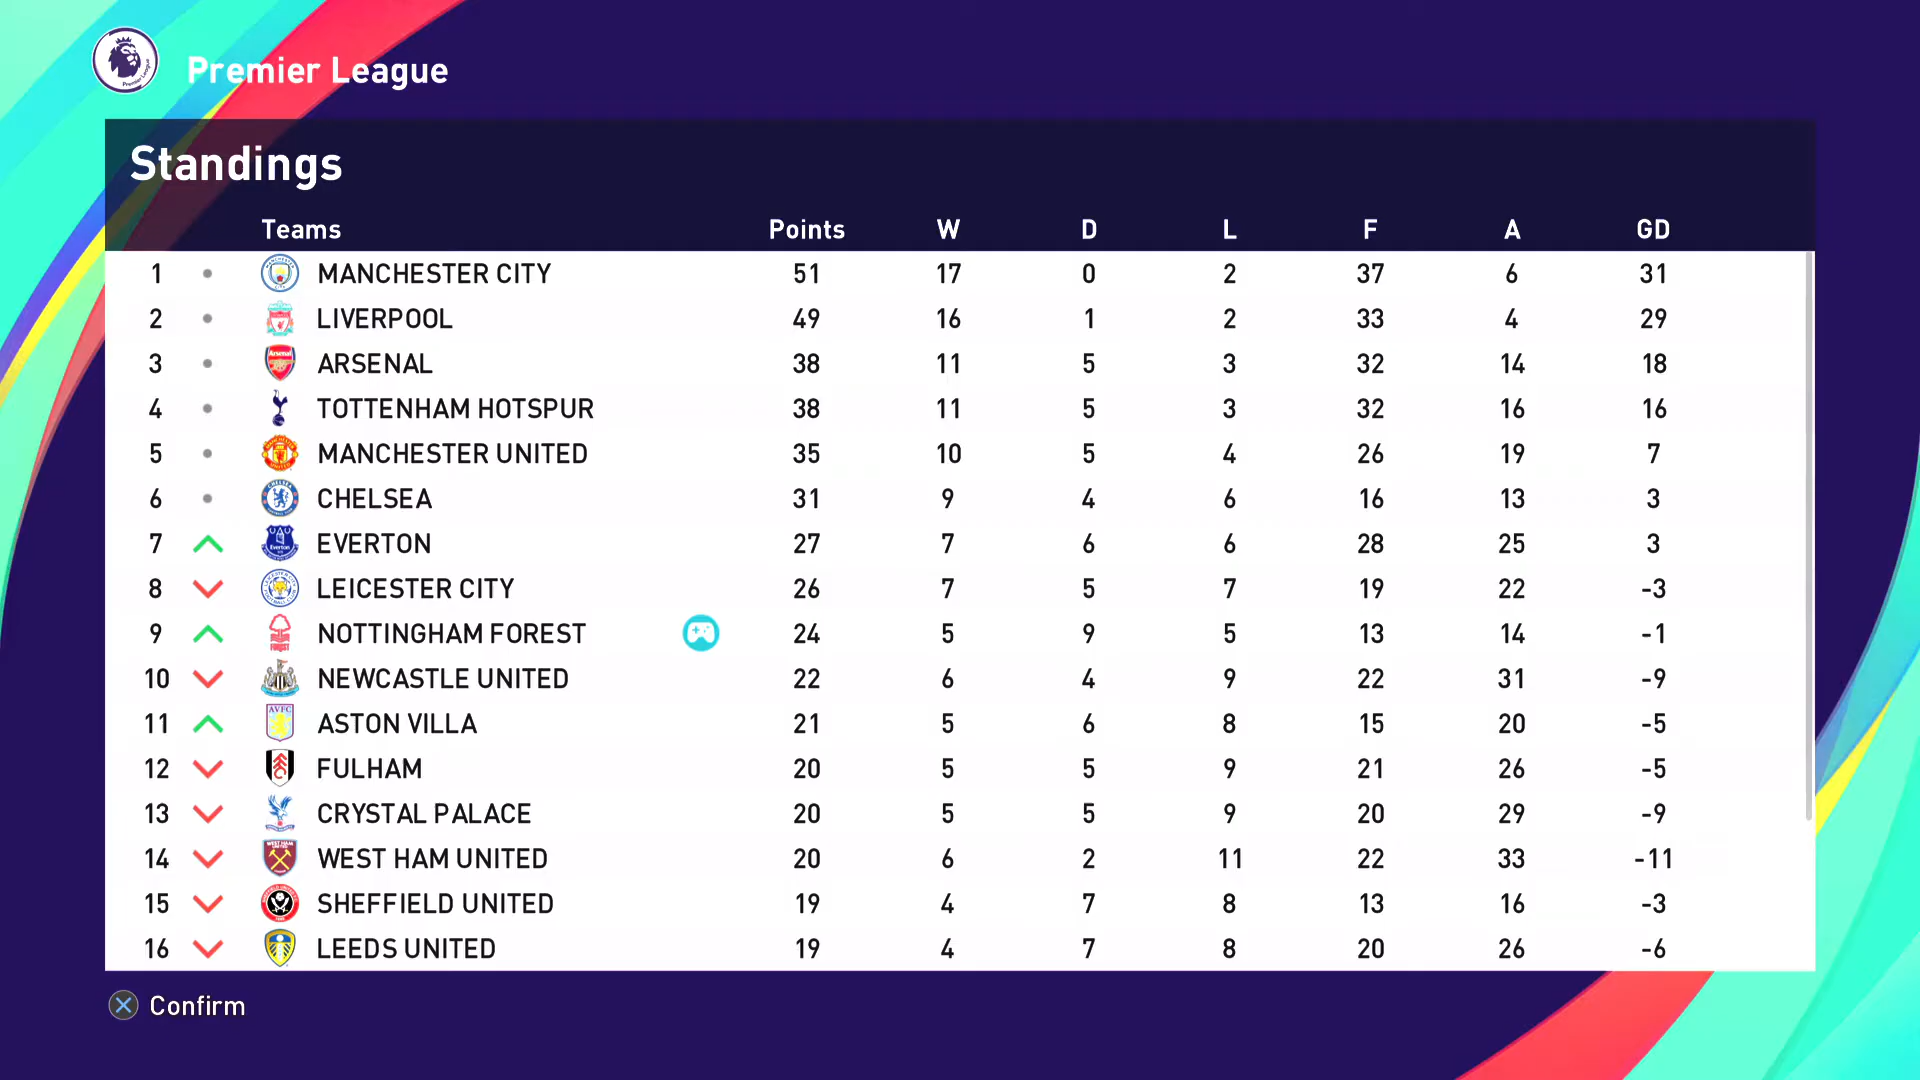 Premier League
Standings
Teams Points W D L F A GD
1 MANCHESTER CITY 51 17 0 2 37 6 31
2 LIVERPOOL 49 16 1 2 33 4 29
3 ARSENAL 38 11 5 3 32 14 18
4 TOTTENHAM HOTSPUR 38 11 5 3 32 16 16
5 MANCHESTER UNITED 35 10 5 4 26 19 7
6 CHELSEA 31 9 4 6 16 13 3
7 EVERTON 27 7 6 6 28 25 3
8 LEICESTER CITY 26 7 5 7 19 22 -3
9 NOTTINGHAM FOREST 24 5 9 5 13 14 -1
10 NEWCASTLE UNITED 22 6 4 9 22 31 -9
11 ASTON VILLA 21 5 6 8 15 20 -5
12 FULHAM 20 5 5 9 21 26 -5
13 CRYSTAL PALACE 20 5 5 9 20 29 -9
14 WEST HAM UNITED 20 6 2 11 22 33 -11
15 SHEFFIELD UNITED 19 4 7 8 13 16 -3
16 LEEDS UNITED 19 4 7 8 20 26 -6
Confirm